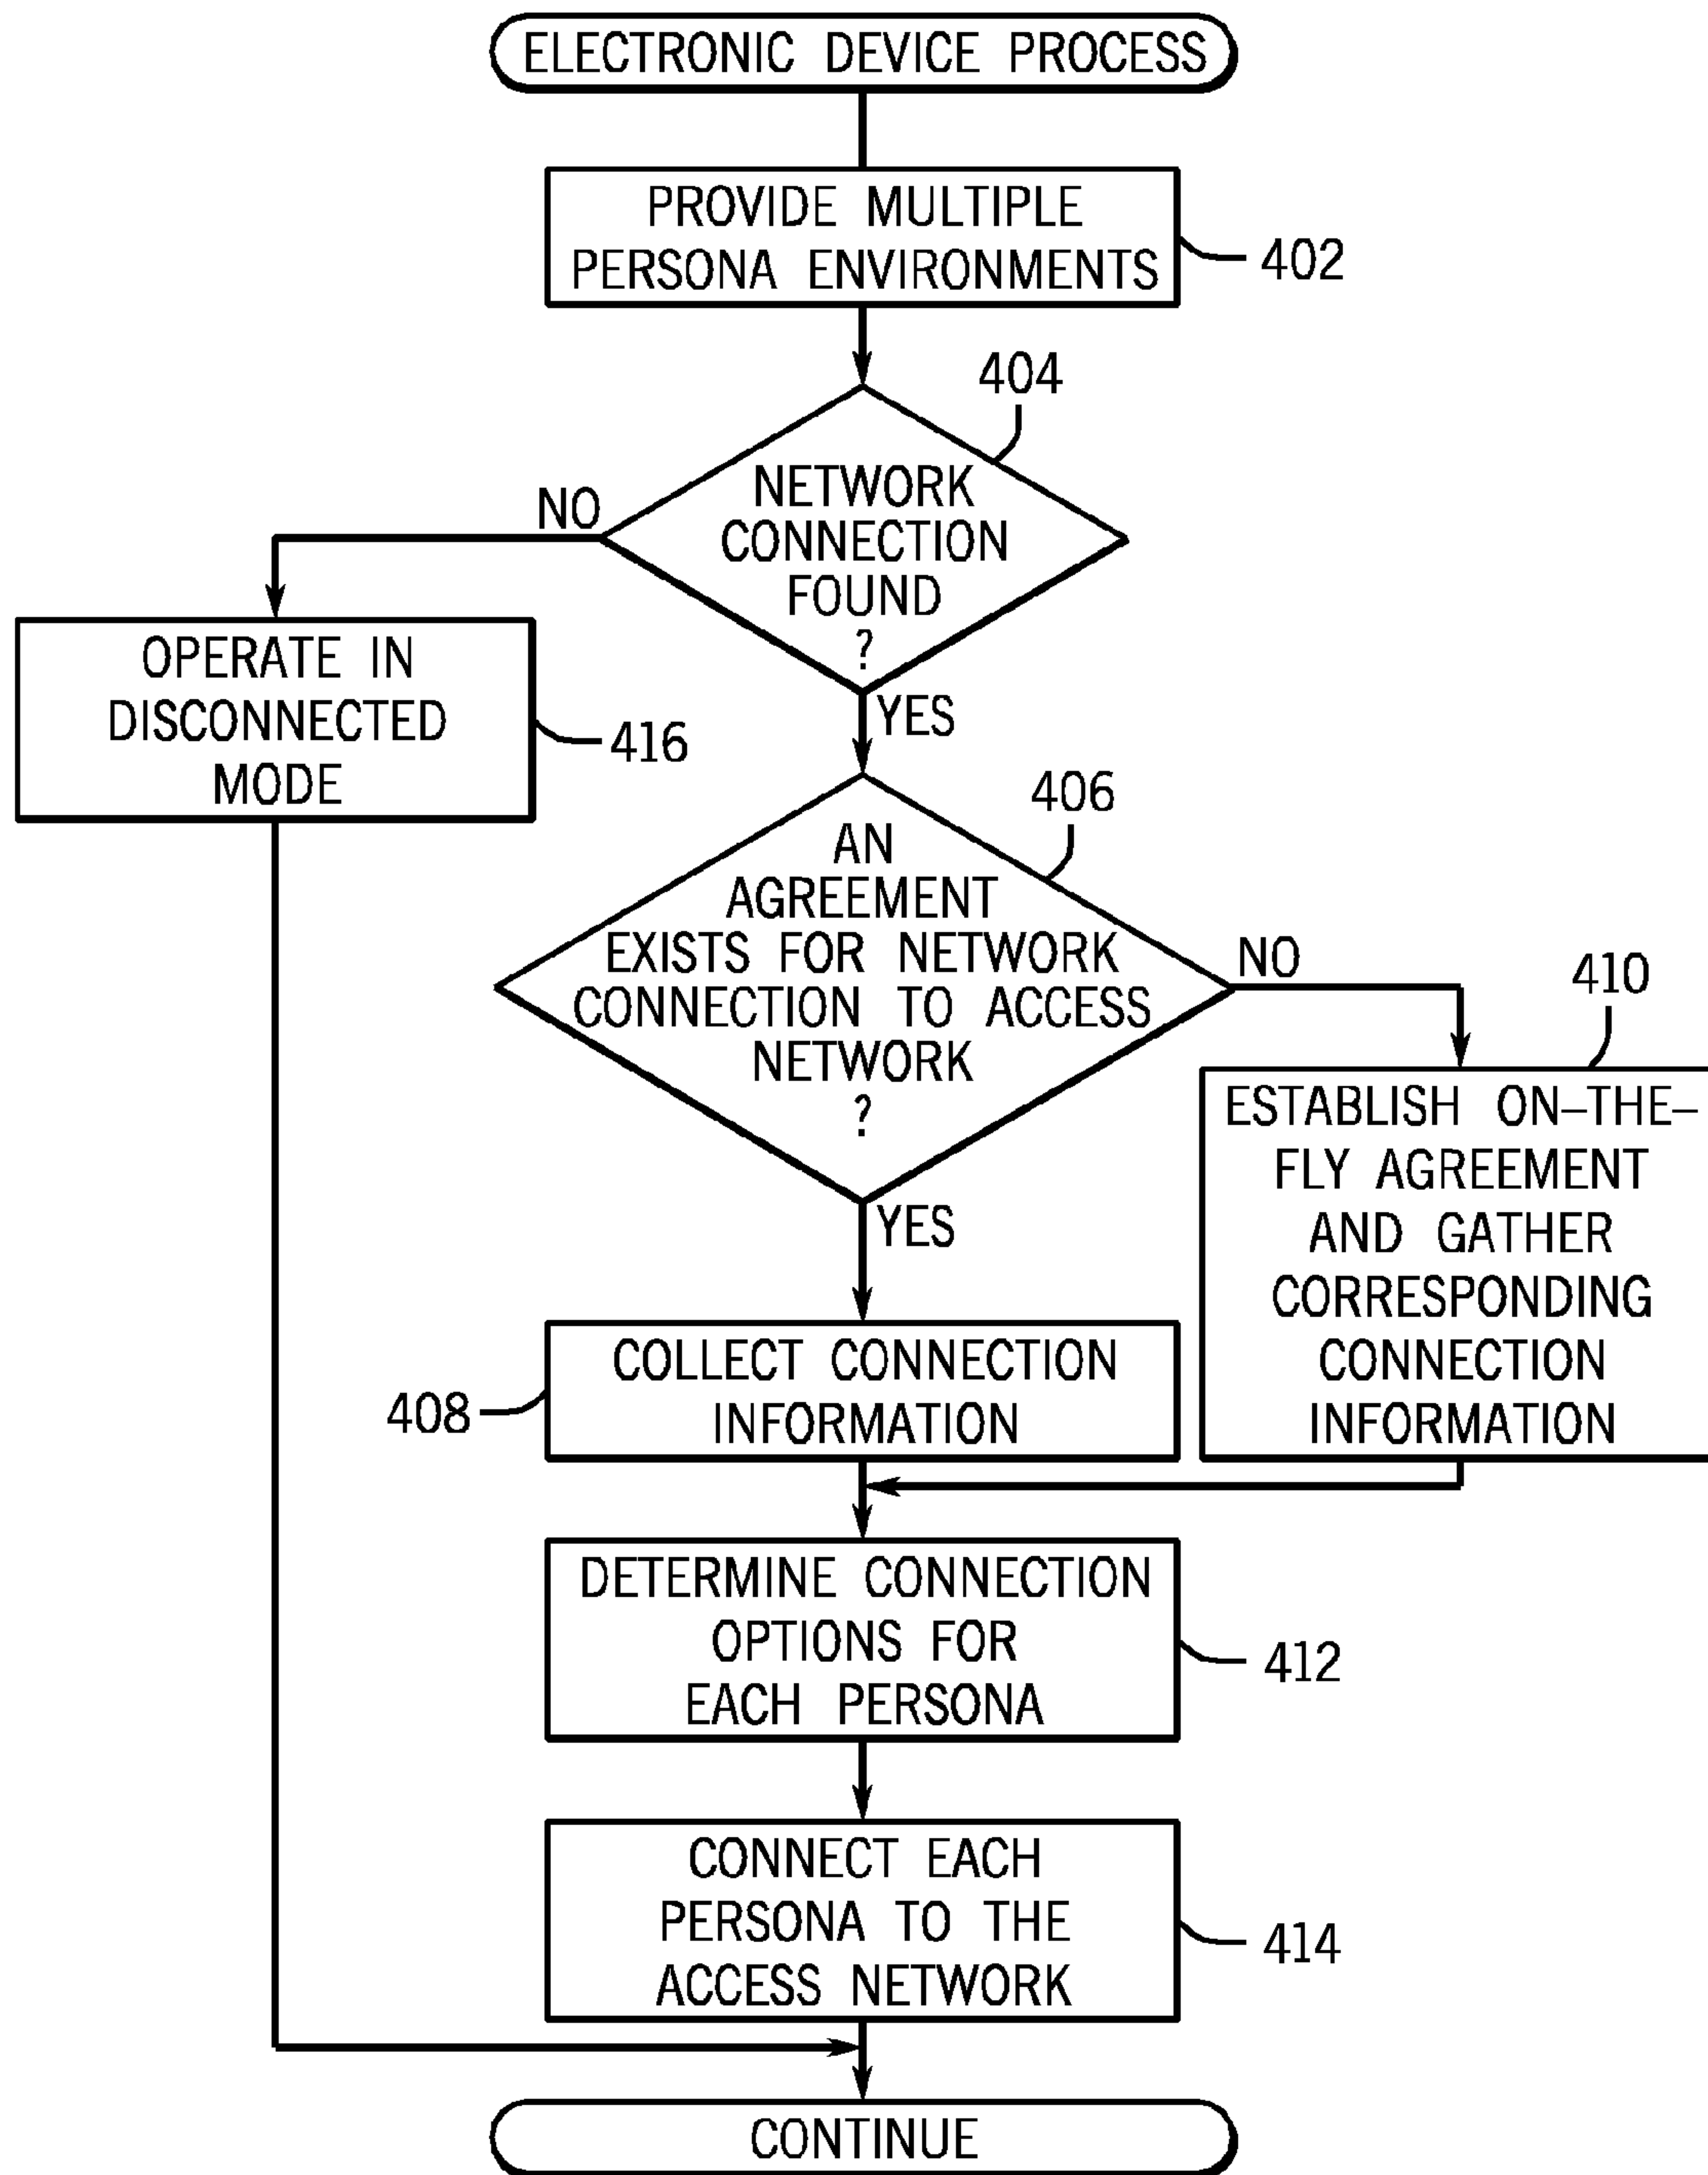 ELECTRONIC DEVICE PROCESS
PROVIDE MULTIPLE
PERSONA ENVIRONMENTS
402
404
NETWORK
CONNECTION
FOUND
?
NO
YES
OPERATE IN
DISCONNECTED
MODE
416
406
AN
AGREEMENT
EXISTS FOR NETWORK
CONNECTION TO ACCESS
NETWORK
?
NO
YES
410
ESTABLISH ON-THE-
FLY AGREEMENT
AND GATHER
CORRESPONDING
CONNECTION
INFORMATION
COLLECT CONNECTION
INFORMATION
408
DETERMINE CONNECTION
OPTIONS FOR
EACH PERSONA
412
CONNECT EACH
PERSONA TO THE
ACCESS NETWORK
414
CONTINUE